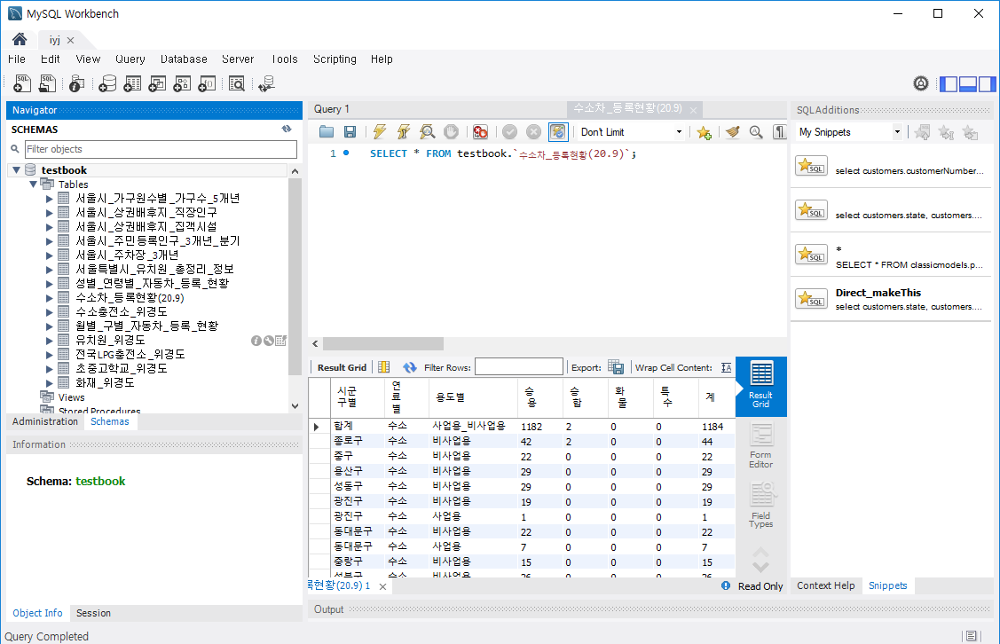 MySQL Workbench
iyj
File Edit View Query Database Server Tools Scripting Help
Navigator
SCHEMAS
Filter objects
testbook
Tables
서울시_가구원수별_가구수_5개년
서울시_상권배후지_직장인구
서울시_상권배후지_집객시설
서울시_주민등록인구_3개년_분기
서울시_주차장_3개년
서울특별시_유치원_총정리_정보
성별_연령별_자동차_등록_현황
수소차_등록현황(20.9)
수소충전소_위경도
월별_구별_자동차_등록_현황
유치원_위경도
전국LPG충전소_위경도
초중고학교_위경도
화재_위경도
Views
Stored Procedures
Administration Schemas
Information
Schema: testbook
Object Info Session
Query Completed
Query 1 수소차_등록현황(20.9)
Don't Limit
1 SELECT * FROM testbook.`수소차_등록현황(20.9)`;
Result Grid Filter Rows: Export: Wrap Cell Content:
시군구별 연료별 용도별 승용 승합 화물 특수 계
합계 수소 사업용_비사업용 1182 2 0 0 1184
종로구 수소 비사업용 42 2 0 0 44
중구 수소 비사업용 22 0 0 0 22
용산구 수소 비사업용 29 0 0 0 29
성동구 수소 비사업용 29 0 0 0 29
광진구 수소 비사업용 19 0 0 0 19
광진구 수소 사업용 1 0 0 0 1
동대문구 수소 비사업용 22 0 0 0 22
동대문구 수소 사업용 7 0 0 0 7
중랑구 수소 비사업용 15 0 0 0 15
성북구 수소 비사업용 26 0 0 0 26
록현황(20.9) 1
Read Only
Output
Result Grid
Form Editor
Field Types
SQLAdditions
My Snippets
select customers.customerNumber...
select customers.state, customers....
*
SELECT * FROM classicmodels.p...
Direct_makeThis
select customers.state, customers....
Context Help Snippets